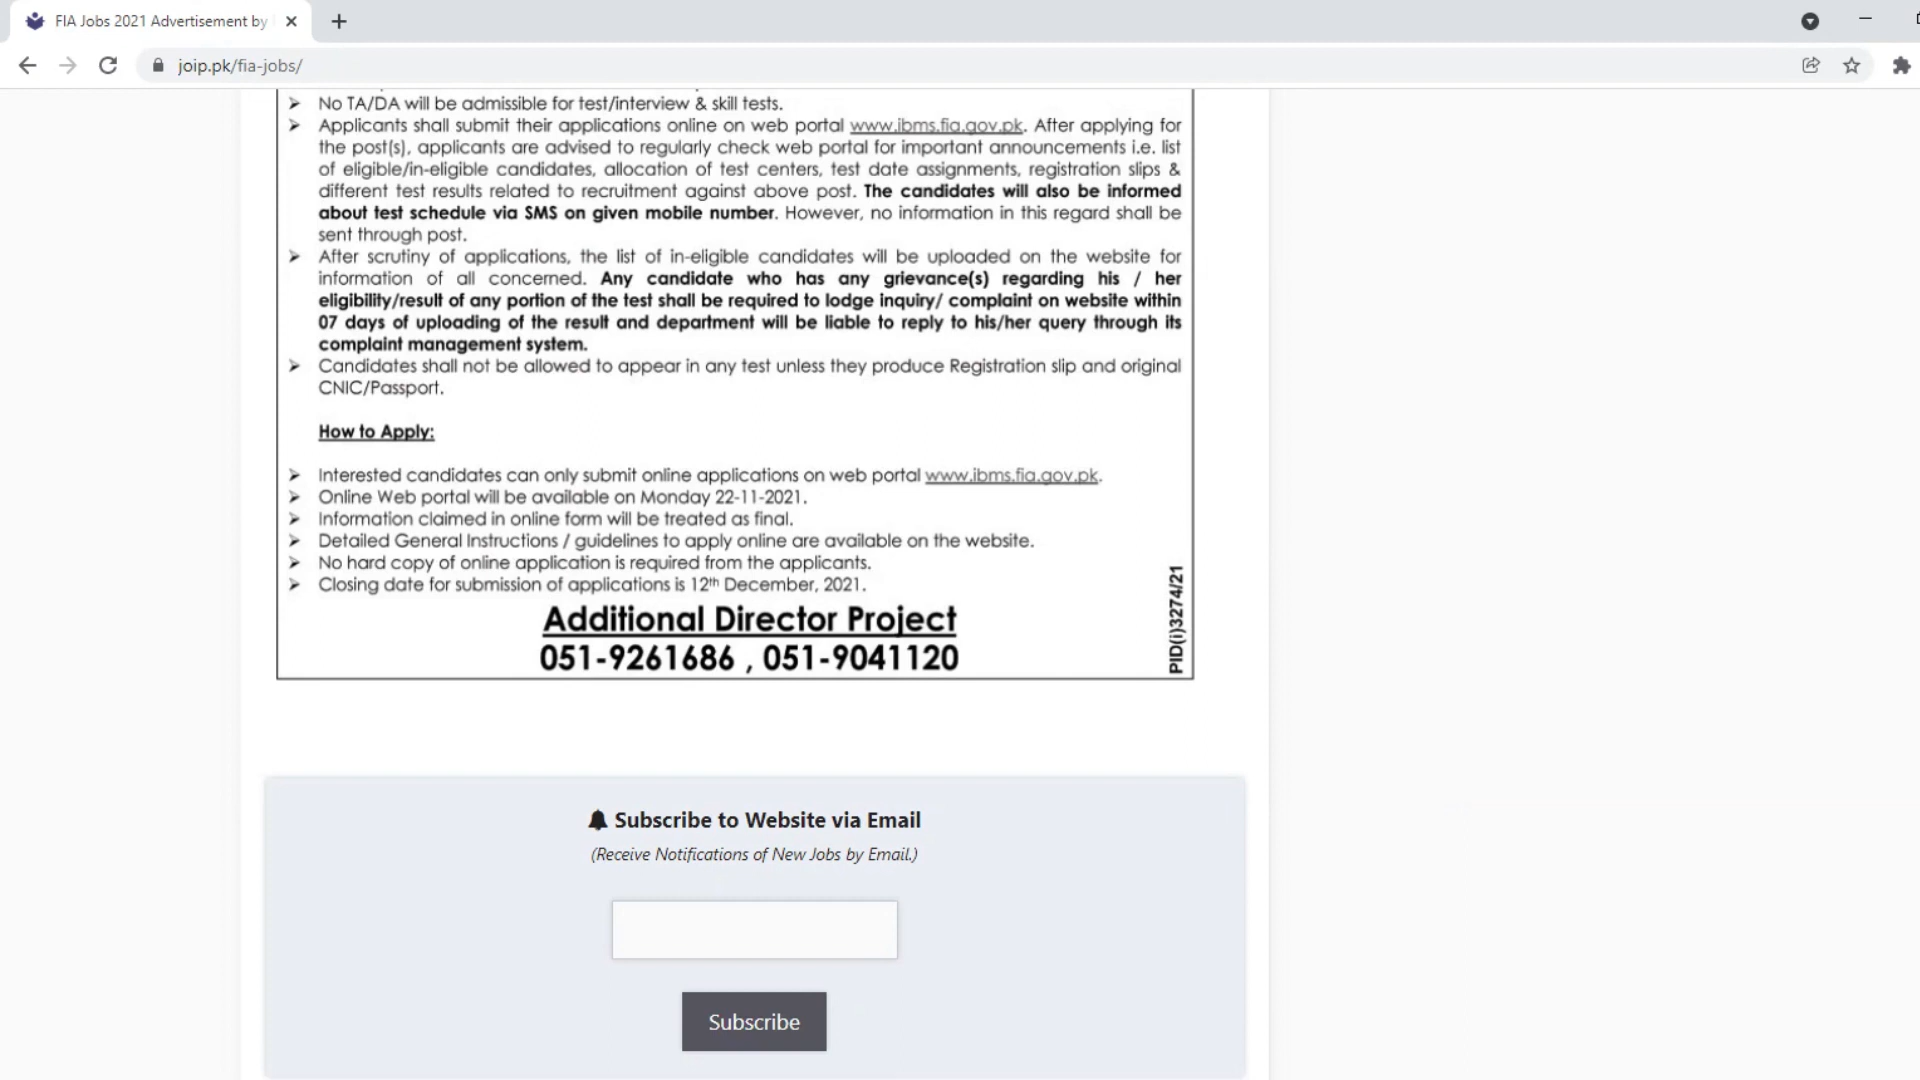 FIA Jobs 2021 Advertisement by
joip.pk/fia-jobs/
No TA/DA will be admissible for test/interview & skill tests.
Applicants shall submit their applications online on web portal www.ibms.fia.gov.pk. After applying for
the post(s), applicants are advised to regularly check web portal for important announcements i.e. list
of eligible/in-eligible candidates, allocation of test centers, test date assignments, registration slips &
different test results related to recruitment against above post. The candidates will also be informed
about test schedule via SMS on given mobile number. However, no information in this regard shall be
sent through post.
After scrutiny of applications, the list of in-eligible candidates will be uploaded on the website for
information of all concerned. Any candidate who has any grievance(s) regarding his / her
eligibility/result of any portion of the test shall be required to lodge inquiry/ complaint on website within
07 days of uploading of the result and department will be liable to reply to his/her query through its
complaint management system.
Candidates shall not be allowed to appear in any test unless they produce Registration slip and original
CNIC/Passport.
How to Apply:
Interested candidates can only submit online applications on web portal www.ibms.fia.gov.pk.
Online Web portal will be available on Monday 22-11-2021.
Information claimed in online form will be treated as final.
Detailed General Instructions / guidelines to apply online are available on the website.
No hard copy of online application is required from the applicants.
Closing date for submission of applications is 12th December, 2021.
Additional Director Project
051-9261686 , 051-9041120
PID(i)3274/21
Subscribe to Website via Email
(Receive Notifications of New Jobs by Email.)
Subscribe